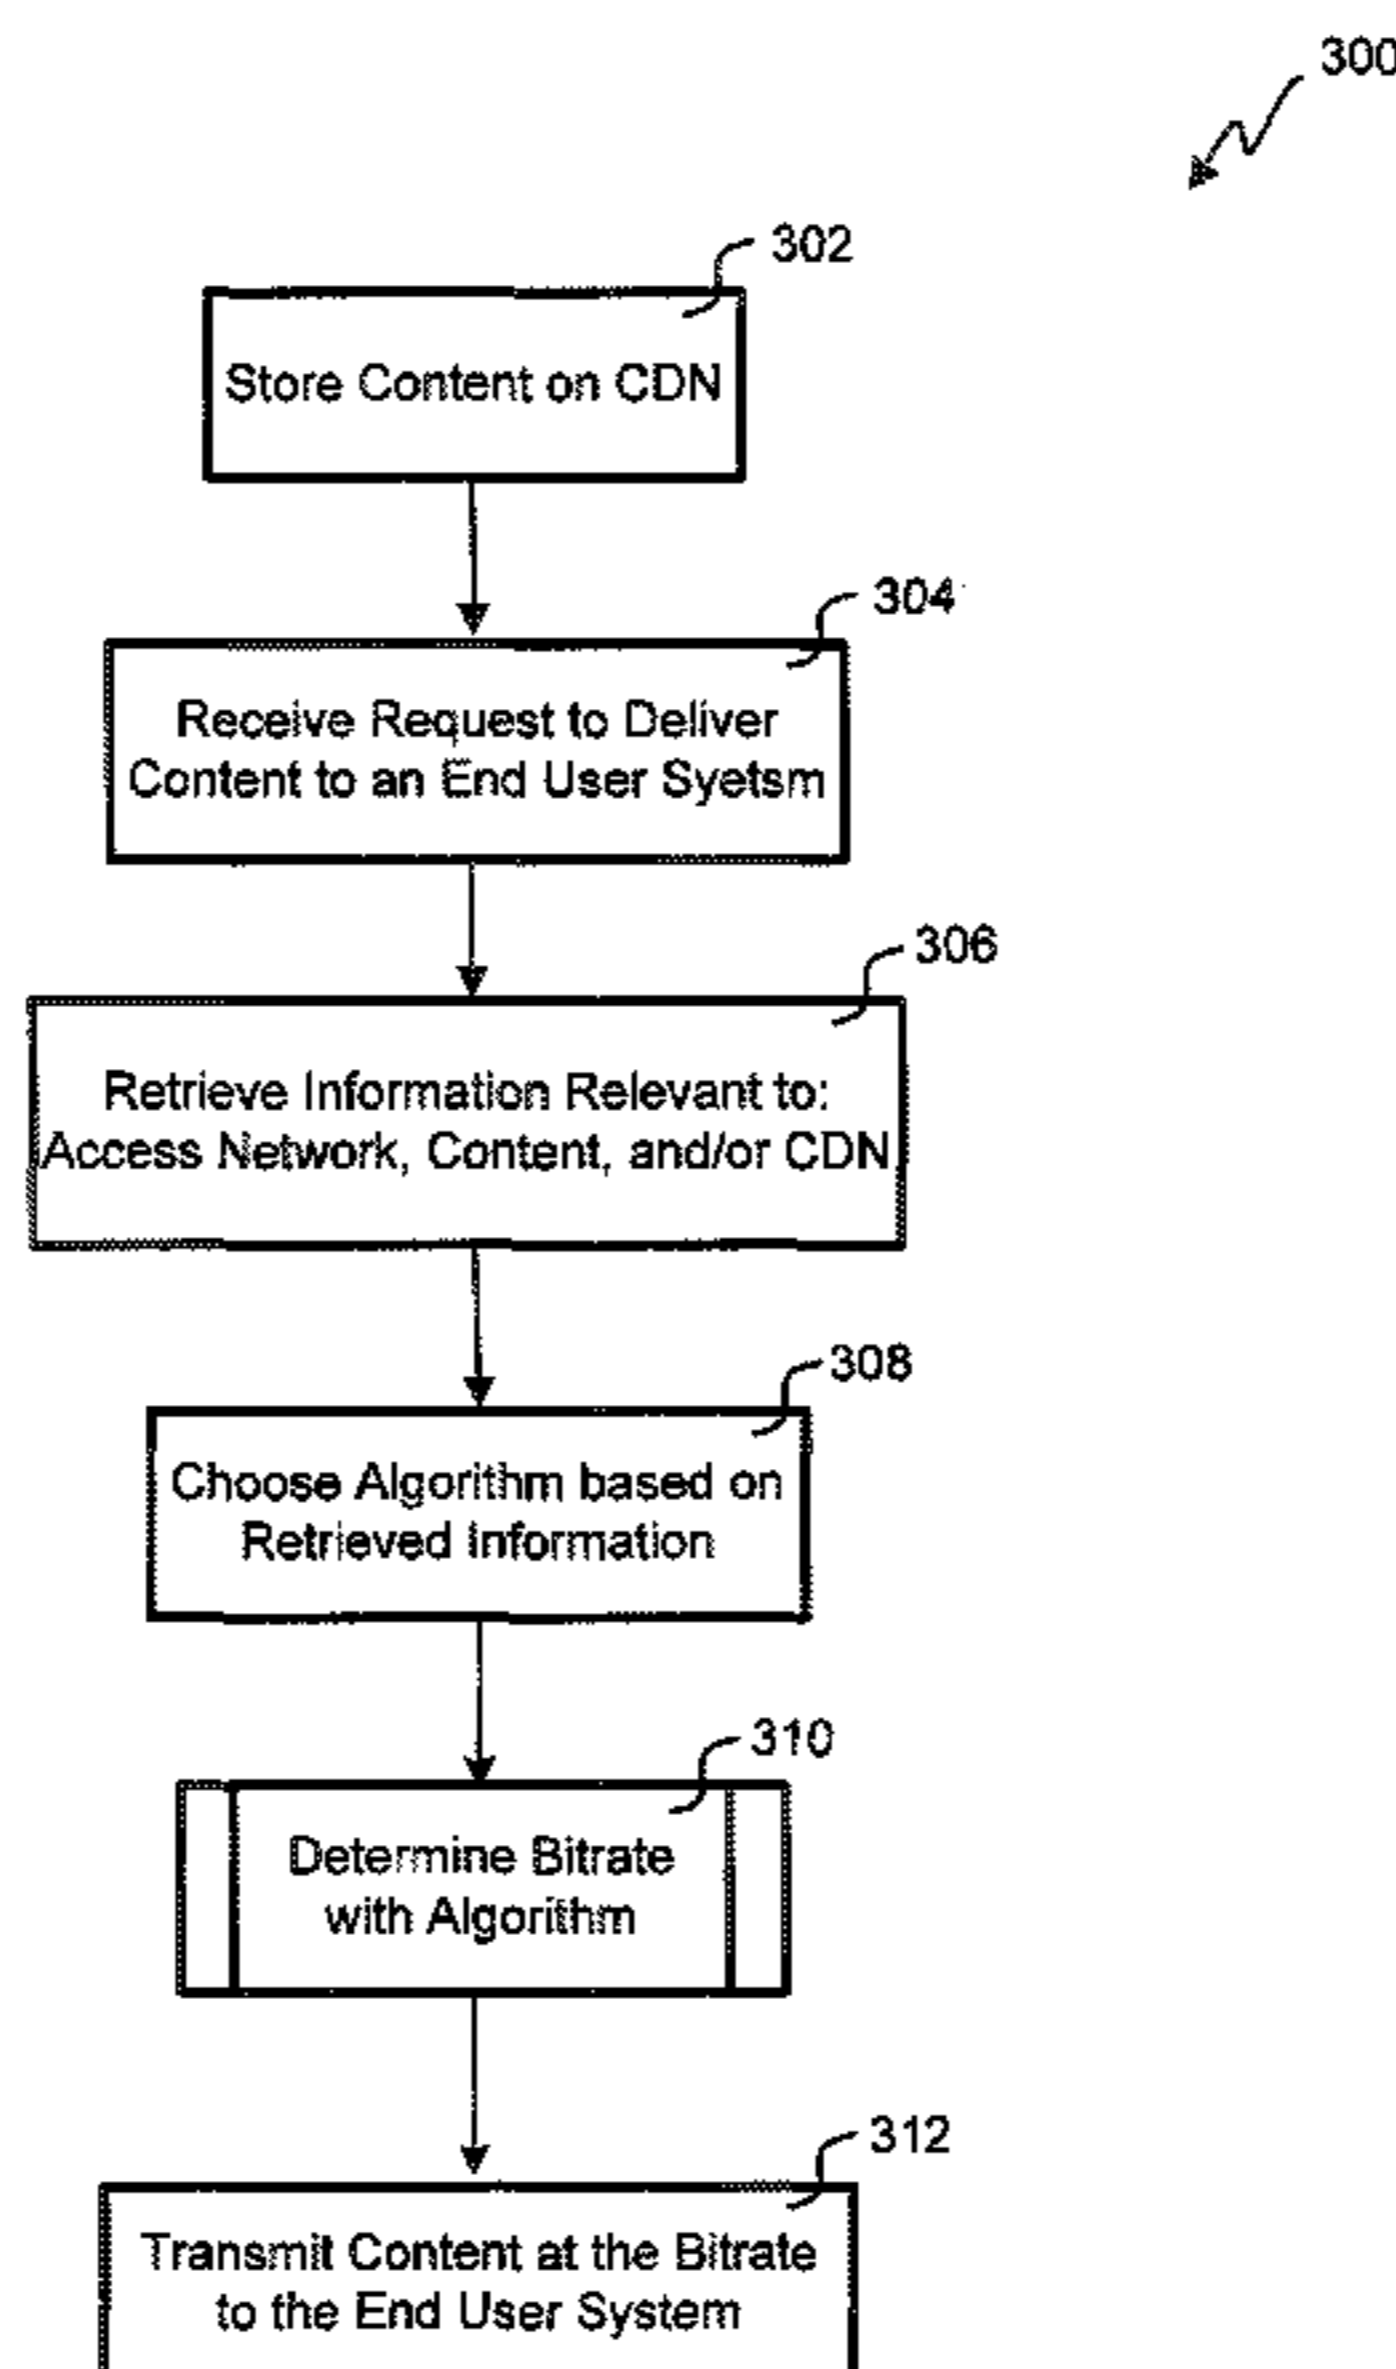 300
302
Store Content on CDN
304
Receive Request to Deliver
Content to an End User Syetsm
306
Retrieve Information Relevant to:
Access Network, Content, and/or CDN
308
Choose Algorithm based on
Retrieved Information
310
Determine Bitrate
with Algorithm
312
Transmit Content at the Bitrate
to the End User System